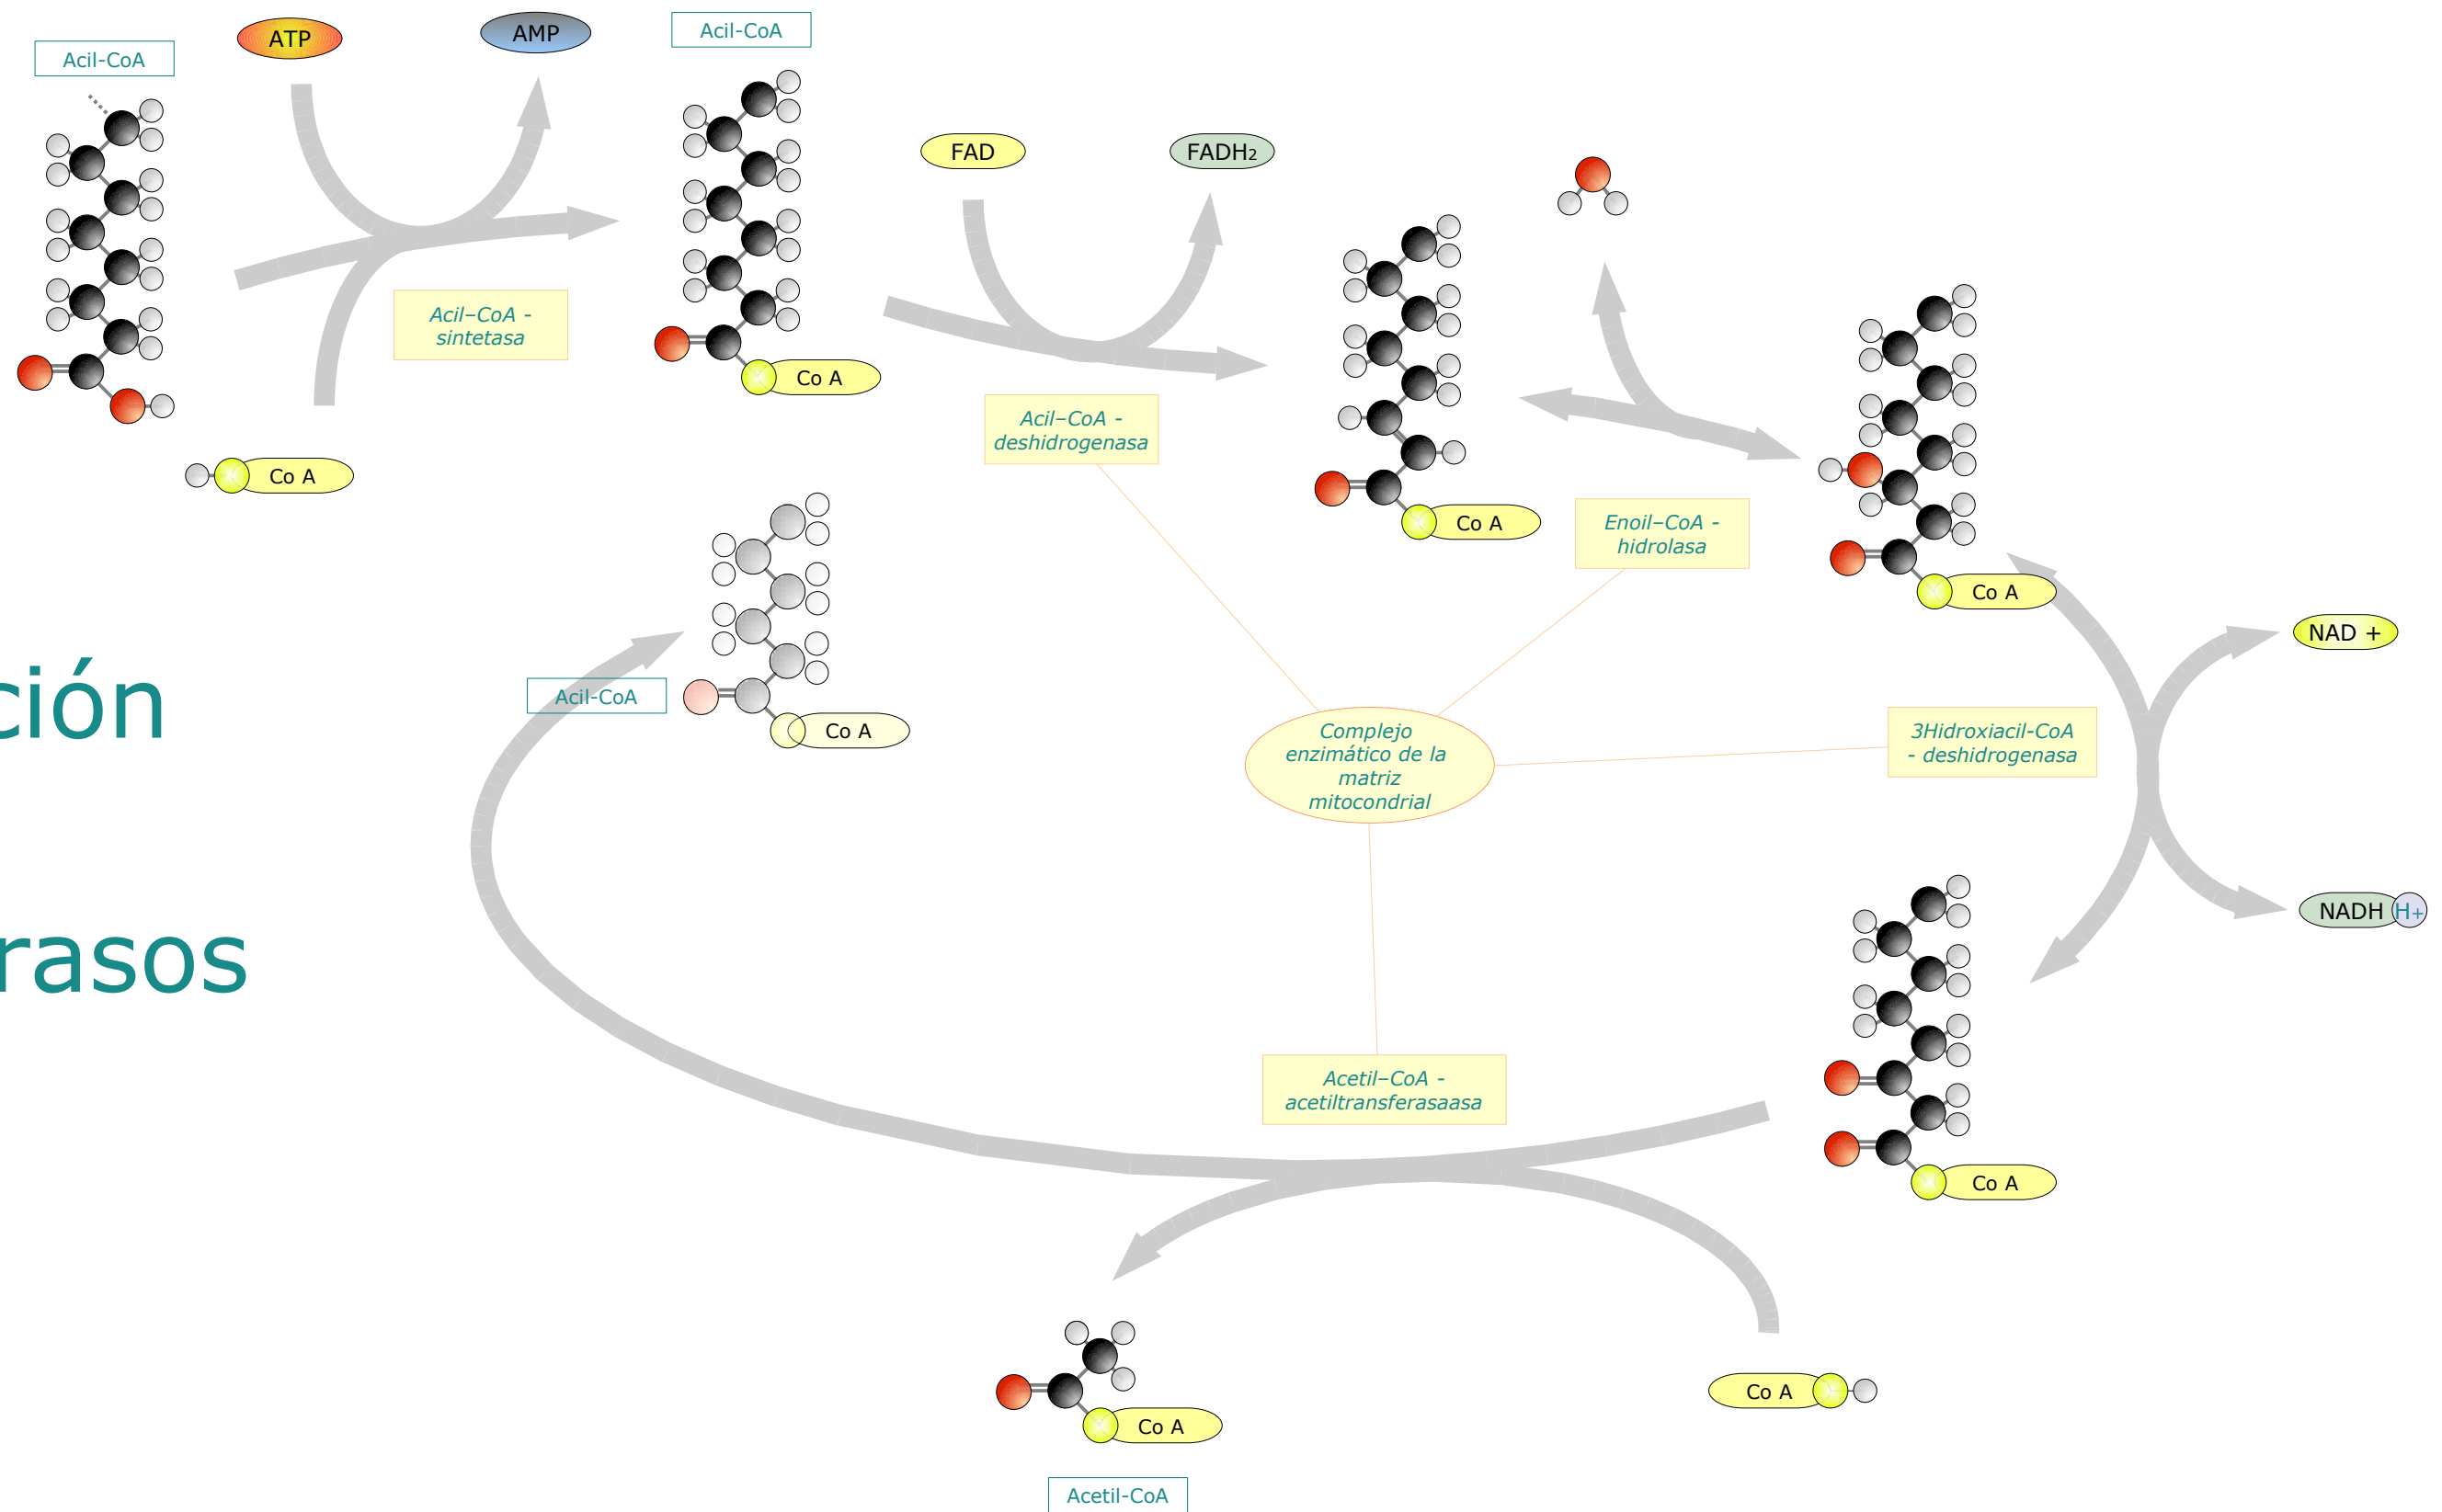 Acil-CoA
ATP
AMP
Acil-CoA
FAD
FADH2
Acil–CoA -
sintetasa
Co A
Co A
Acil–CoA -
deshidrogenasa
Co A
Enoil–CoA -
hidrolasa
Co A
NAD +
ción
Acil-CoA
Co A
Complejo
enzimático de la
matriz
mitocondrial
3Hidroxiacil-CoA
- deshidrogenasa
NADH H+
rasos
Acetil–CoA -
acetiltransferasaasa
Co A
Co A
Co A
Acetil-CoA